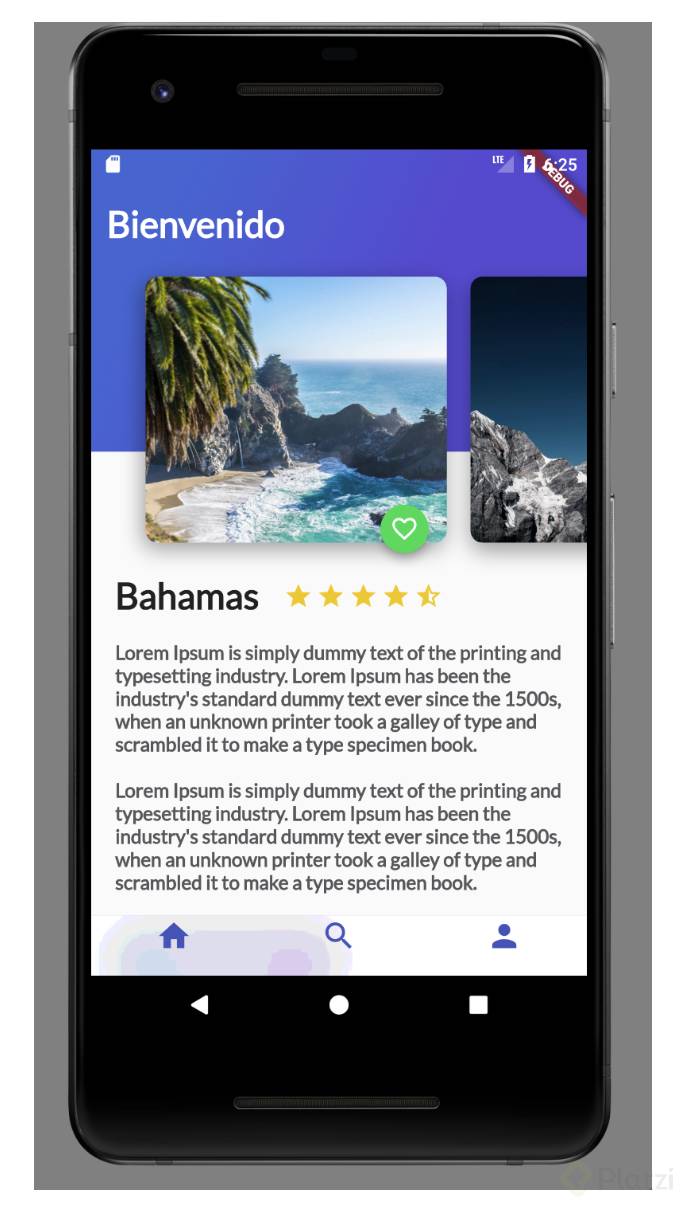 LTE 6:25
DEBUG
Bienvenido
Bahamas
Lorem Ipsum is simply dummy text of the printing and
typesetting industry. Lorem Ipsum has been the
industry's standard dummy text ever since the 1500s,
when an unknown printer took a galley of type and
scrambled it to make a type specimen book.
Lorem Ipsum is simply dummy text of the printing and
typesetting industry. Lorem Ipsum has been the
industry's standard dummy text ever since the 1500s,
when an unknown printer took a galley of type and
scrambled it to make a type specimen book.
Platzi